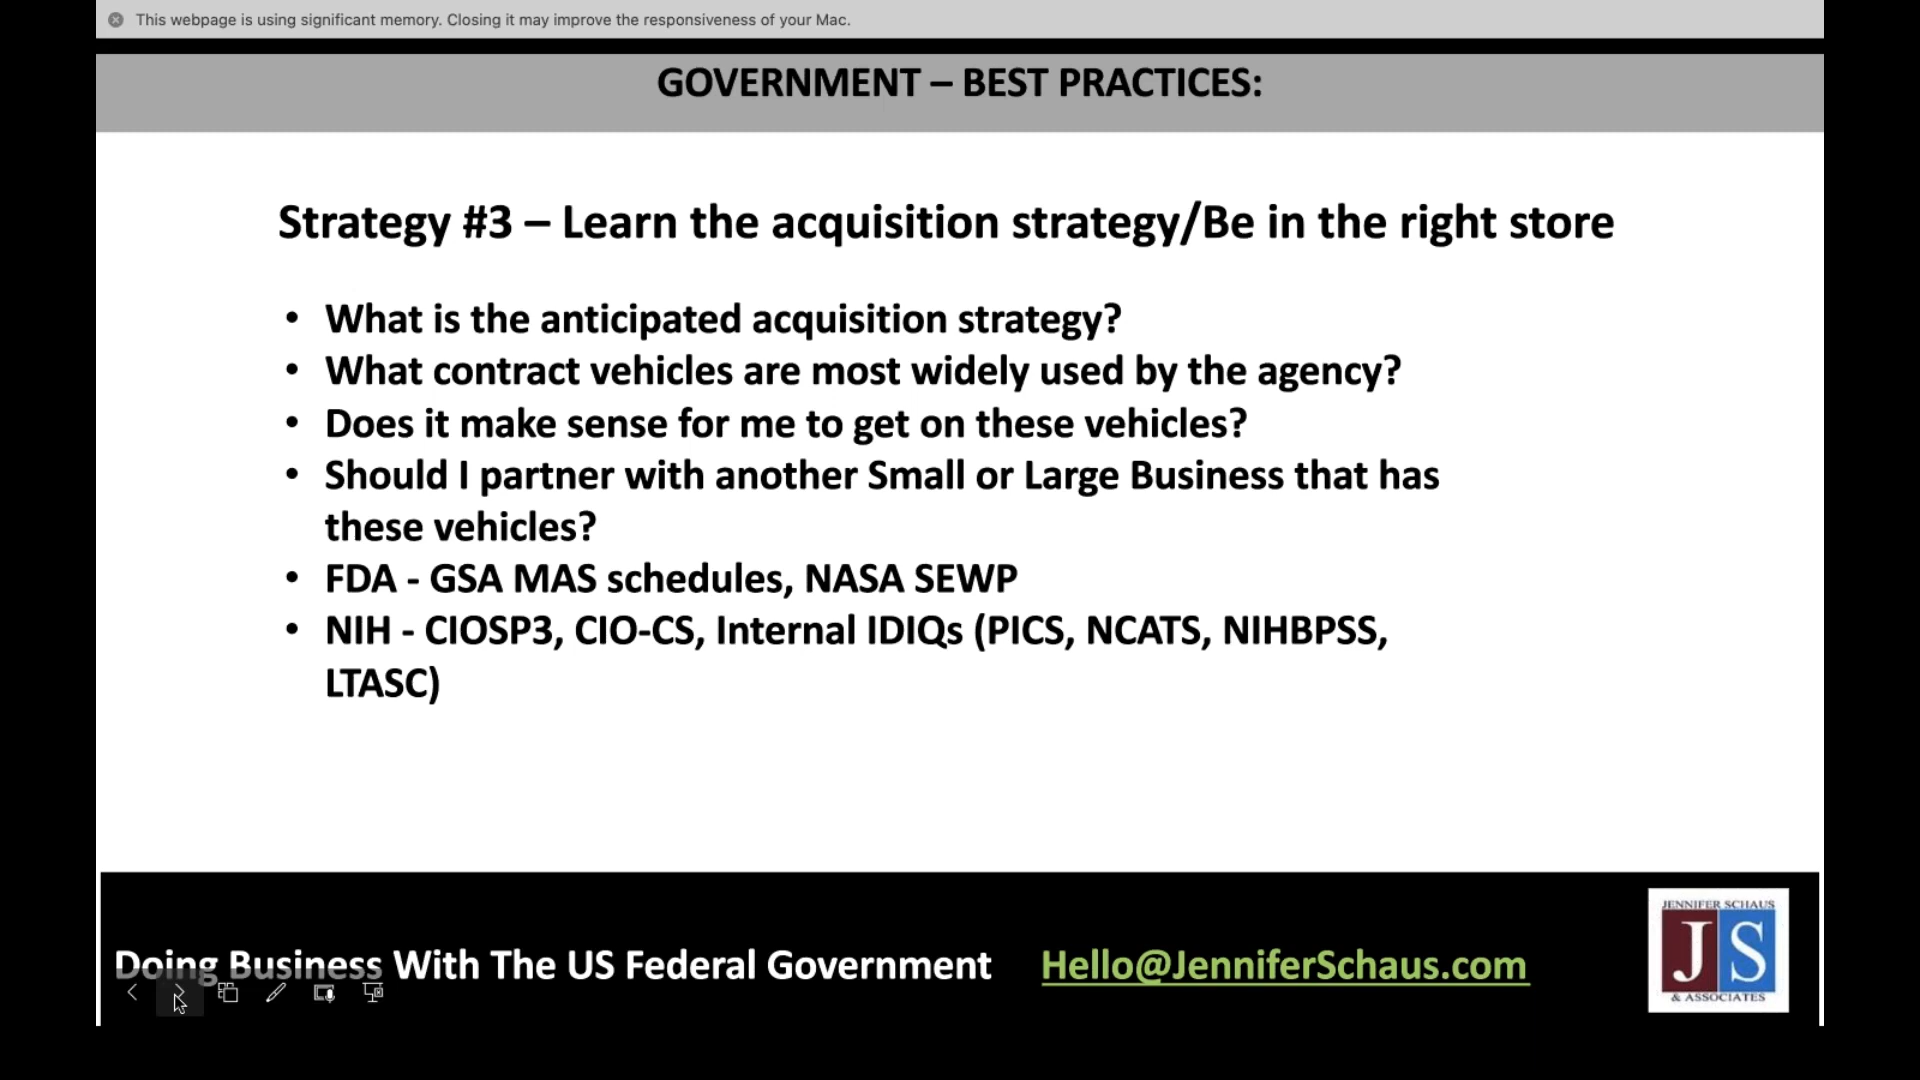 This webpage is using significant memory. Closing it may improve the responsiveness of your Mac.
GOVERNMENT – BEST PRACTICES:
Strategy #3 – Learn the acquisition strategy/Be in the right store
• What is the anticipated acquisition strategy?
• What contract vehicles are most widely used by the agency?
• Does it make sense for me to get on these vehicles?
• Should I partner with another Small or Large Business that has
these vehicles?
• FDA - GSA MAS schedules, NASA SEWP
• NIH - CIOSP3, CIO-CS, Internal IDIQs (PICS, NCATS, NIHBPSS,
LTASC)
Doing Business With The US Federal Government
Hello@JenniferSchaus.com
JENNIFER SCHAUS
JS
& ASSOCIATES